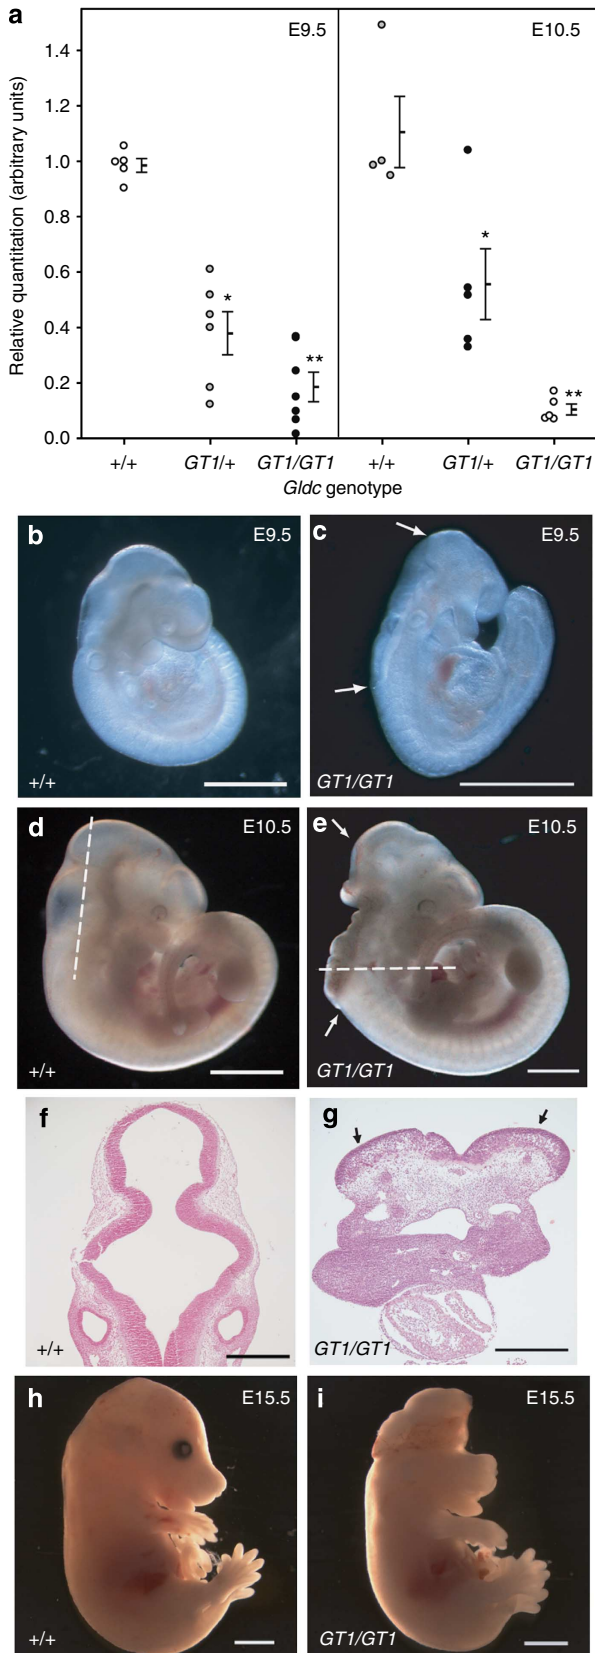 a
E9.5
E10.5
Relative quantitation (arbitrary units)
1.4
1.2
1.0
0.8
0.6
0.4
0.2
0.0
*
**
*
**
+/+
GT1/+
GT1/GT1
+/+
GT1/+
GT1/GT1
Gldc genotype
b
E9.5
+/+
c
E9.5
GT1/GT1
d
E10.5
+/+
e
E10.5
GT1/GT1
f
+/+
g
GT1/GT1
h
E15.5
+/+
i
E15.5
GT1/GT1